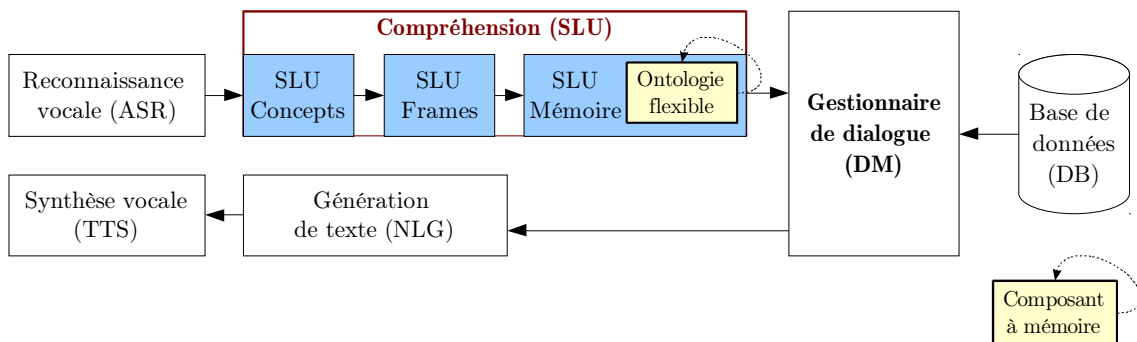 Compréhension (SLU)
Reconnaissance
vocale (ASR)
SLU
Concepts
SLU
Frames
SLU
Mémoire
Ontologie
flexible
Gestionnaire
de dialogue
(DM)
Base de
données
(DB)
Synthèse vocale
(TTS)
Génération
de texte (NLG)
Composant
à mémoire